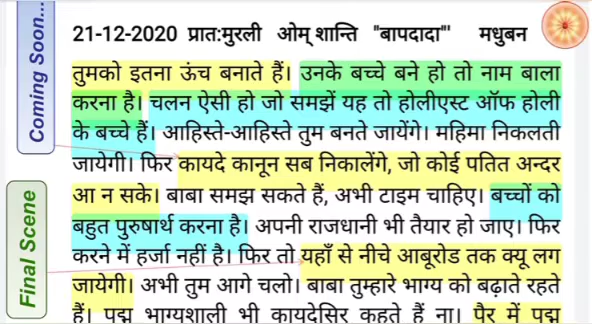 Coming Soon...
21-12-2020 प्रात:मुरली ओम् शान्ति "बापदादा"' मधुबन
तुमको इतना ऊंच बनाते हैं। उनके बच्चे बने हो तो नाम बाला
करना है। चलन ऐसी हो जो समझें यह तो होलीएस्ट ऑफ होली
के बच्चे हैं। आहिस्ते-आहिस्ते तुम बनते जायेंगे। महिमा निकलती
जायेगी। फिर कायदे कानून सब निकालेंगे, जो कोई पतित अन्दर
आ न सके। बाबा समझ सकते हैं, अभी टाइम चाहिए। बच्चों को
बहुत पुरुषार्थ करना है। अपनी राजधानी भी तैयार हो जाए। फिर
करने में हर्जा नहीं है। फिर तो यहाँ से नीचे आबूरोड तक क्यू लग
जायेगी। अभी तुम आगे चलो। बाबा तुम्हारे भाग्य को बढ़ाते रहते
हैं। पद्म भाग्यशाली भी कायदेसिर कहते हैं ना। पैर में पद्म
Final Scene